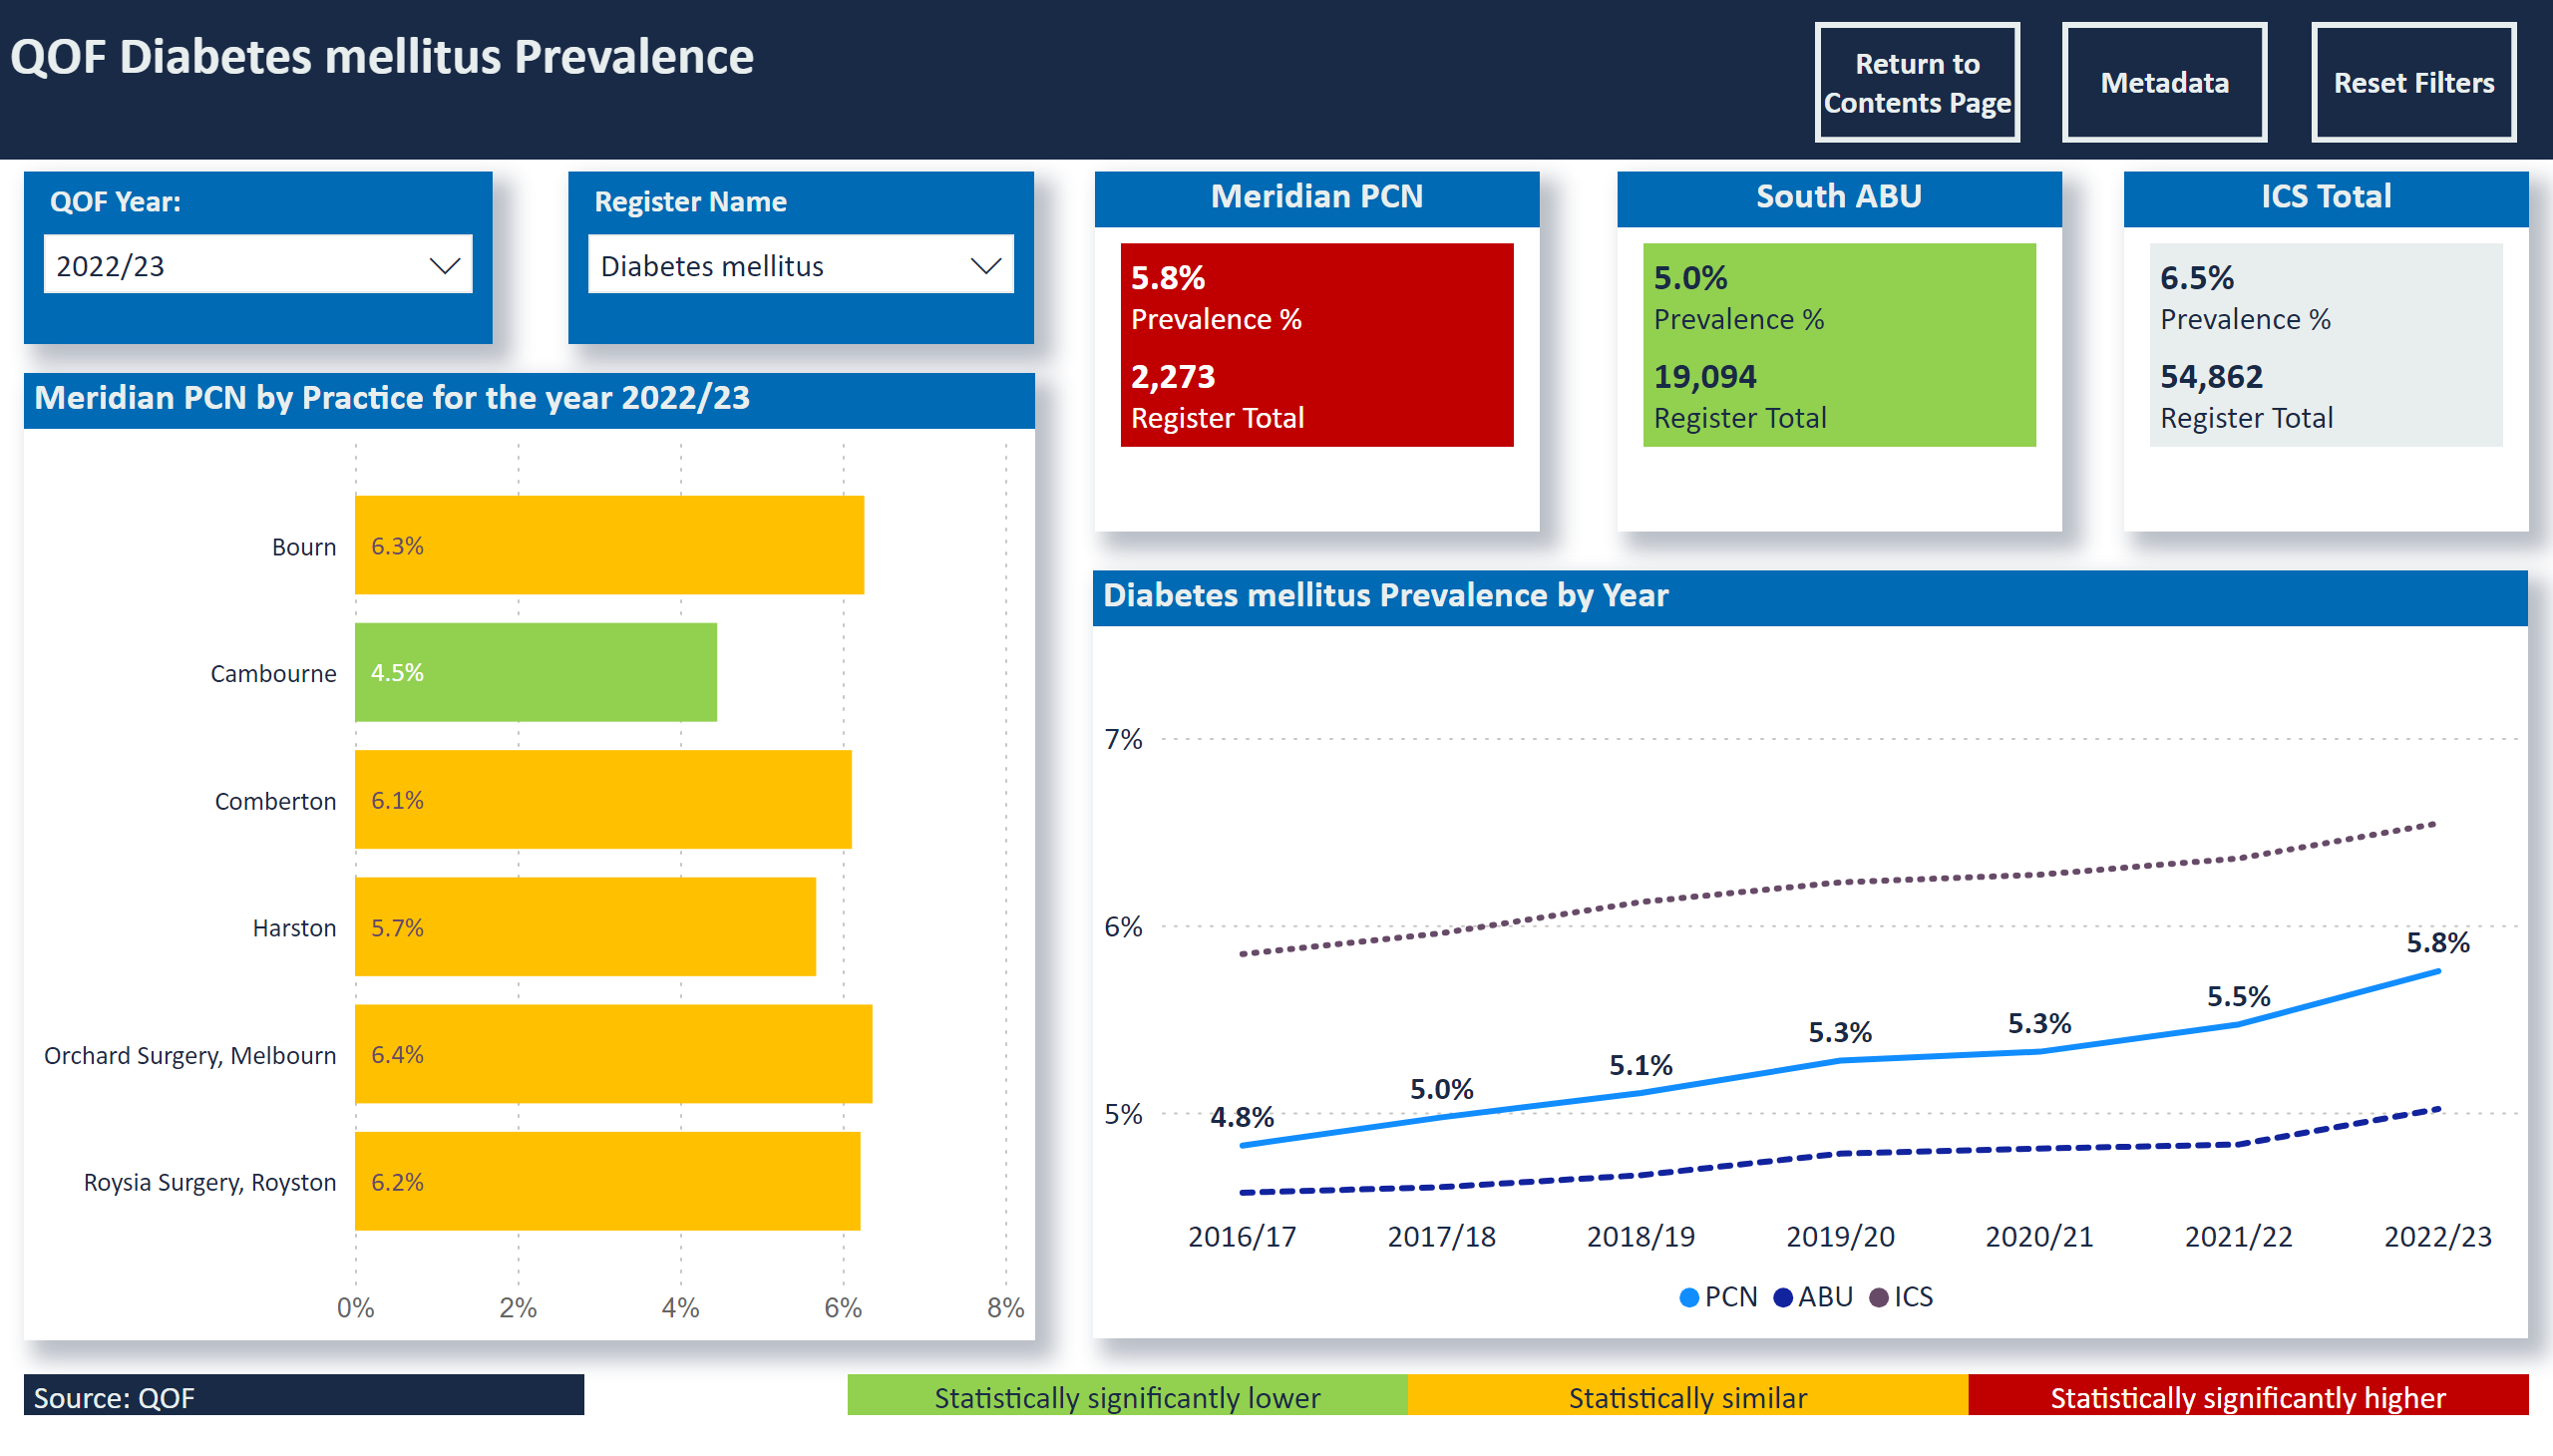 QOF Diabetes mellitus Prevalence
Return to
Contents Page
Metadata
Reset Filters
QOF Year:
2022/23
Register Name
Diabetes mellitus
Meridian PCN
5.8%
Prevalence %
2,273
Register Total
South ABU
5.0%
Prevalence %
19,094
Register Total
ICS Total
6.5%
Prevalence %
54,862
Register Total
Meridian PCN by Practice for the year 2022/23
Bourn
6.3%
Cambourne
4.5%
Comberton
6.1%
Harston
5.7%
Orchard Surgery, Melbourn
6.4%
Roysia Surgery, Royston
6.2%
0%
2%
4%
6%
8%
Diabetes mellitus Prevalence by Year
7%
6%
5%
4.8%
5.0%
5.1%
5.3%
5.3%
5.5%
5.8%
2016/17
2017/18
2018/19
2019/20
2020/21
2021/22
2022/23
PCN
ABU
ICS
Source: QOF
Statistically significantly lower
Statistically similar
Statistically significantly higher